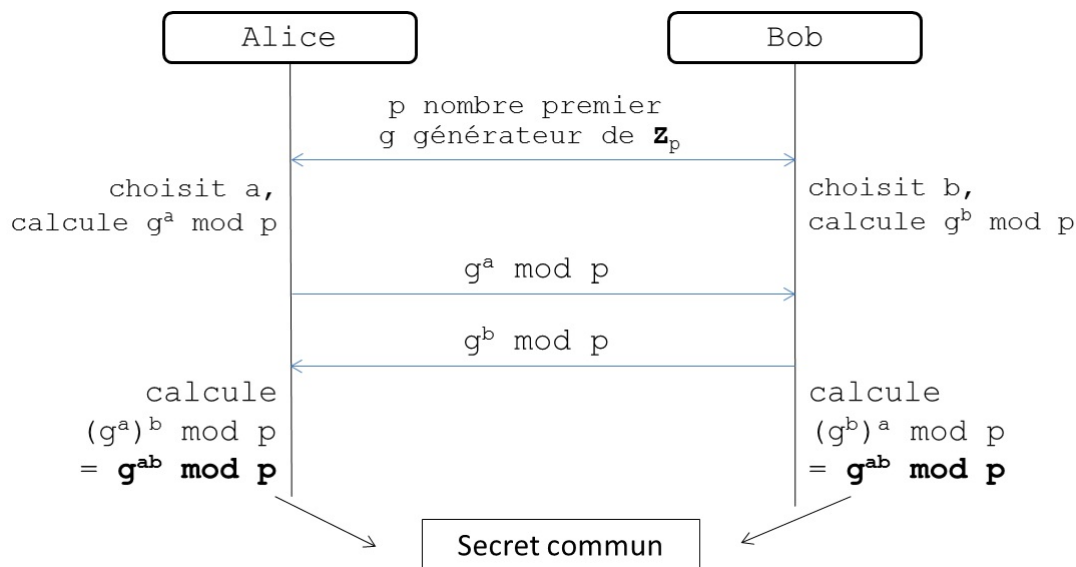 Alice
Bob
p nombre premier
g générateur de Zₚ
choisit a,
calcule gᵃ mod p
choisit b,
calcule gᵇ mod p
gᵃ mod p
gᵇ mod p
calcule
(gᵃ)ᵇ mod p
= gᵃᵇ mod p
calcule
(gᵇ)ᵃ mod p
= gᵃᵇ mod p
Secret commun